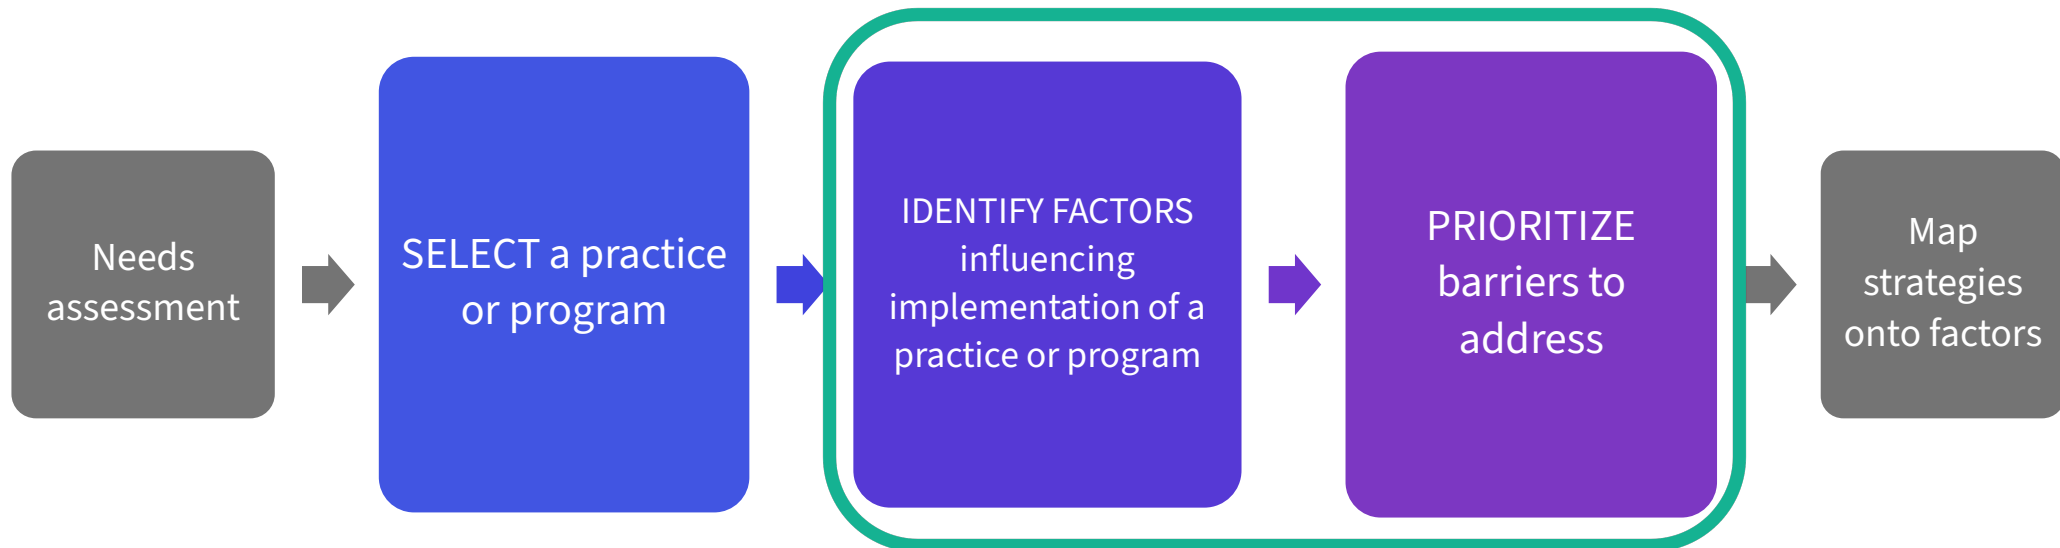 Needs
assessment
SELECT a practice
or program
IDENTIFY FACTORS
influencing
implementation of a
practice or program
PRIORITIZE
barriers to
address
Map
strategies
onto factors